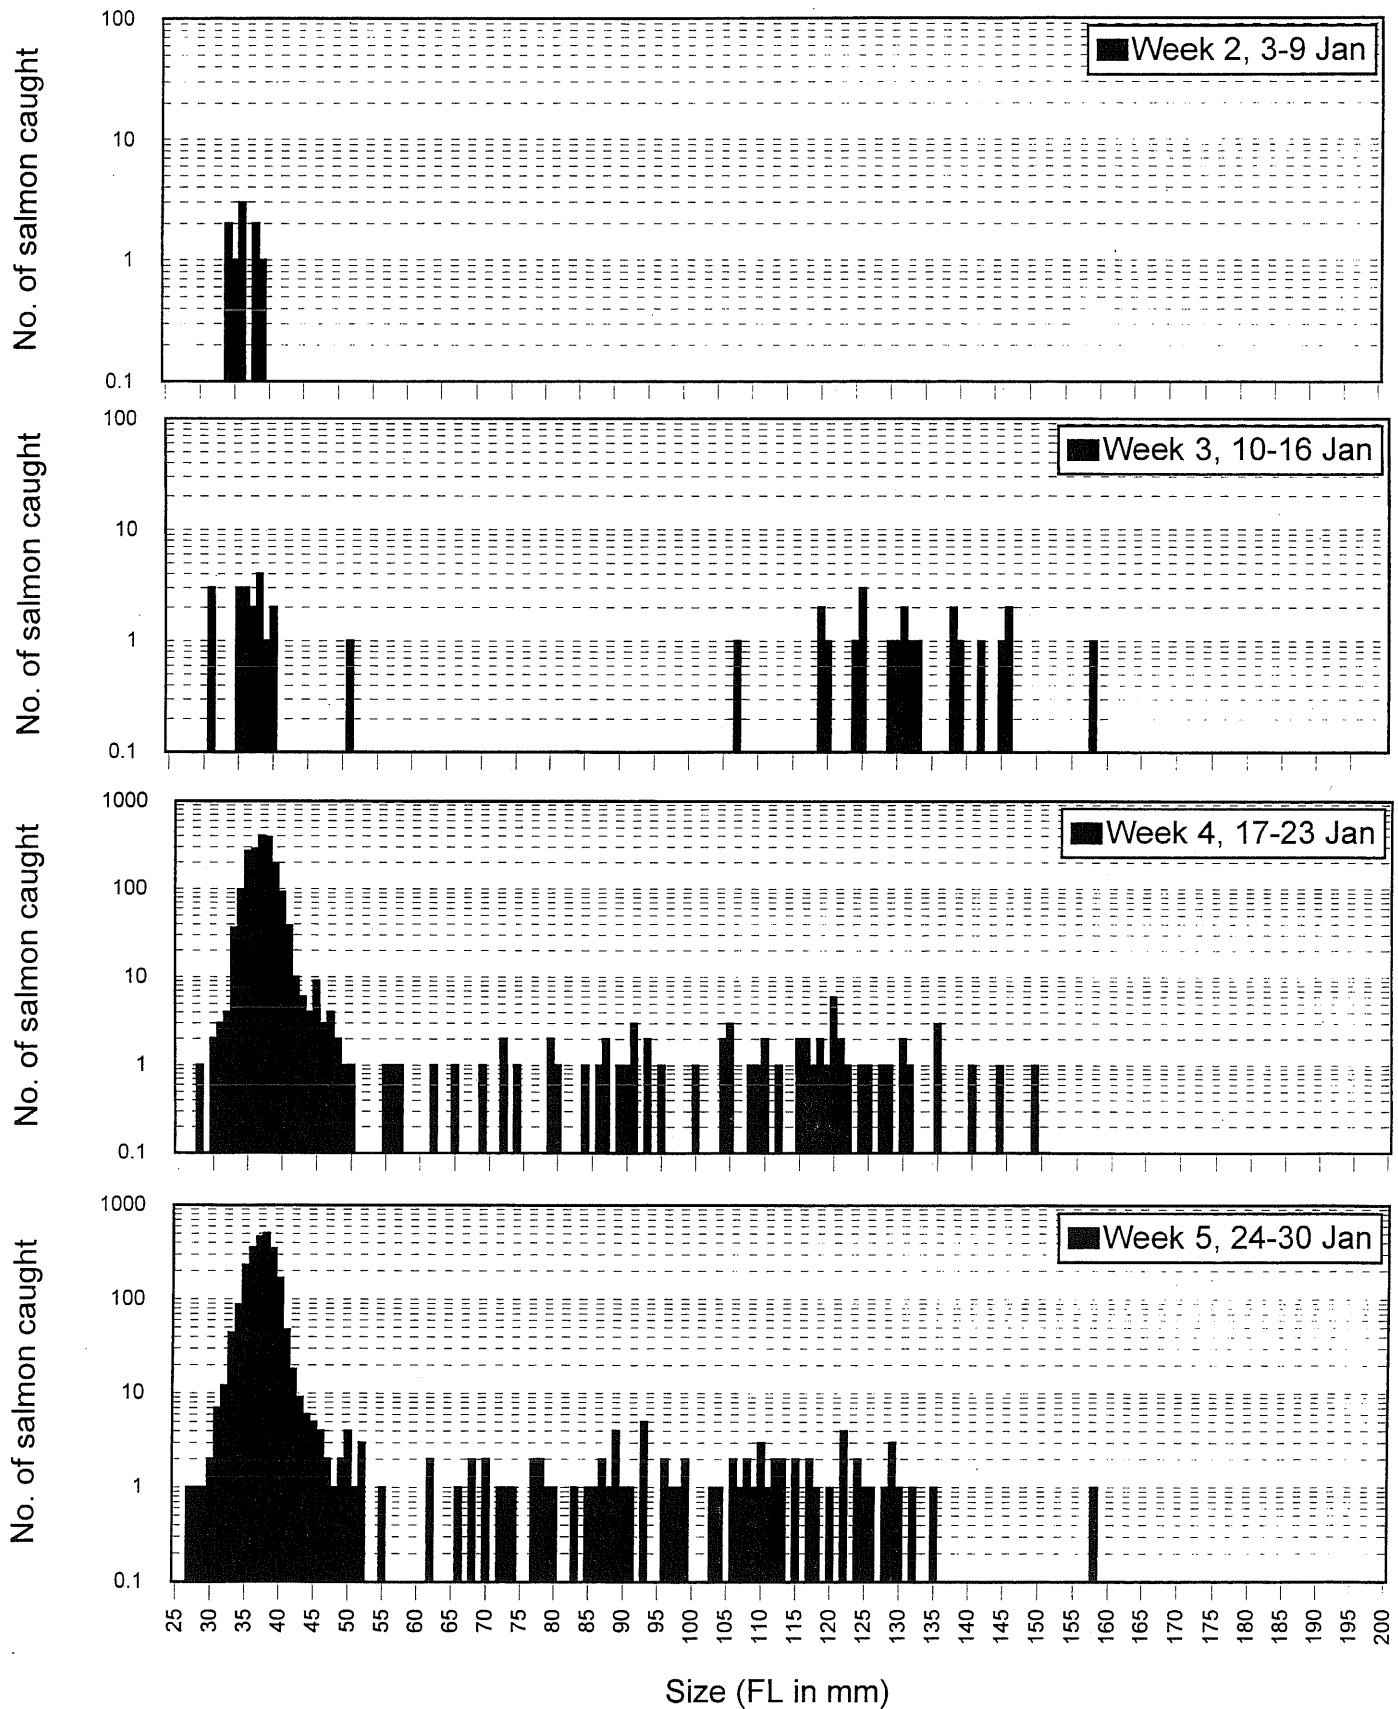 100
10
1
0.1
No. of salmon caught
Week 2, 3-9 Jan
100
10
1
0.1
No. of salmon caught
Week 3, 10-16 Jan
1000
100
10
1
0.1
No. of salmon caught
Week 4, 17-23 Jan
1000
100
10
1
0.1
No. of salmon caught
Week 5, 24-30 Jan
25 30 35 40 45 50 55 60 65 70 75 80 85 90 95 100 105 110 115 120 125 130 135 140 145 150 155 160 165 170 175 180 185 190 195 200
Size (FL in mm)